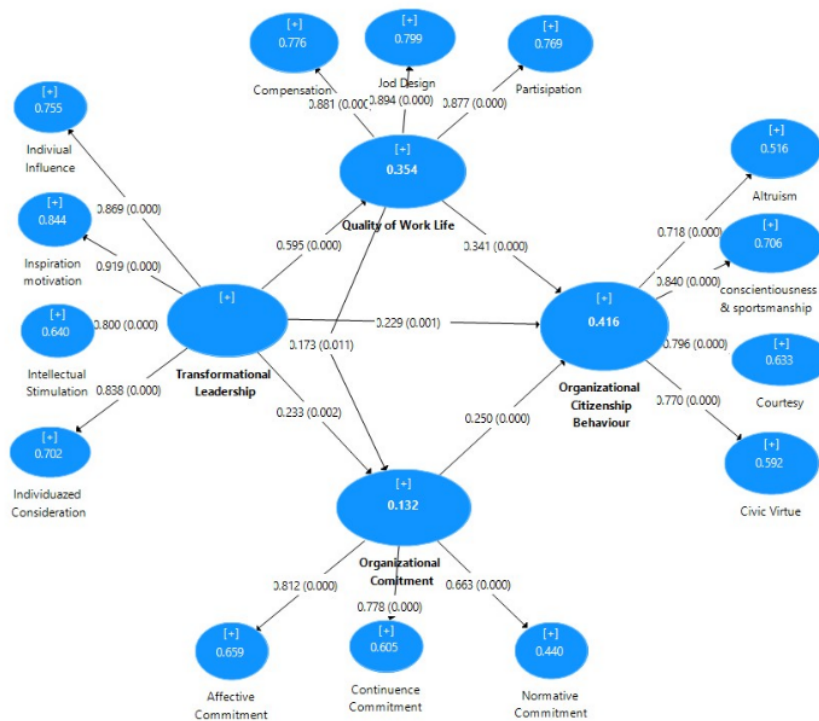 [+]
0.776
Compensation
[+]
0.799
Jod Design
[+]
0.769
Partisipation
0.881 (0.000)
0.894 (0.000)
0.877 (0.000)
[+]
0.755
Indiviual
Influence
[+]
0.844
Inspiration
motivation
[+]
0.640
Intellectual
Stimulation
[+]
0.702
Individuazed
Consideration
0.869 (0.000)
0.919 (0.000)
0.800 (0.000)
0.838 (0.000)
[+]
0.354
Quality of Work Life
[+]
Transformational
Leadership
0.595 (0.000)
0.341 (0.000)
0.229 (0.001)
0.173 (0.011)
0.233 (0.002)
0.250 (0.000)
[+]
0.416
Organizational
Citizenship
Behaviour
0.718 (0.000)
0.840 (0.000)
0.796 (0.000)
0.770 (0.000)
[+]
0.516
Altruism
[+]
0.706
conscientiousness
& sportsmanship
[+]
0.633
Courtesy
[+]
0.592
Civic Virtue
[+]
0.132
Organizational
Comitment
0.812 (0.000)
0.778 (0.000)
0.663 (0.000)
[+]
0.659
Affective
Commitment
[+]
0.605
Continuence
Commitment
[+]
0.440
Normative
Commitment